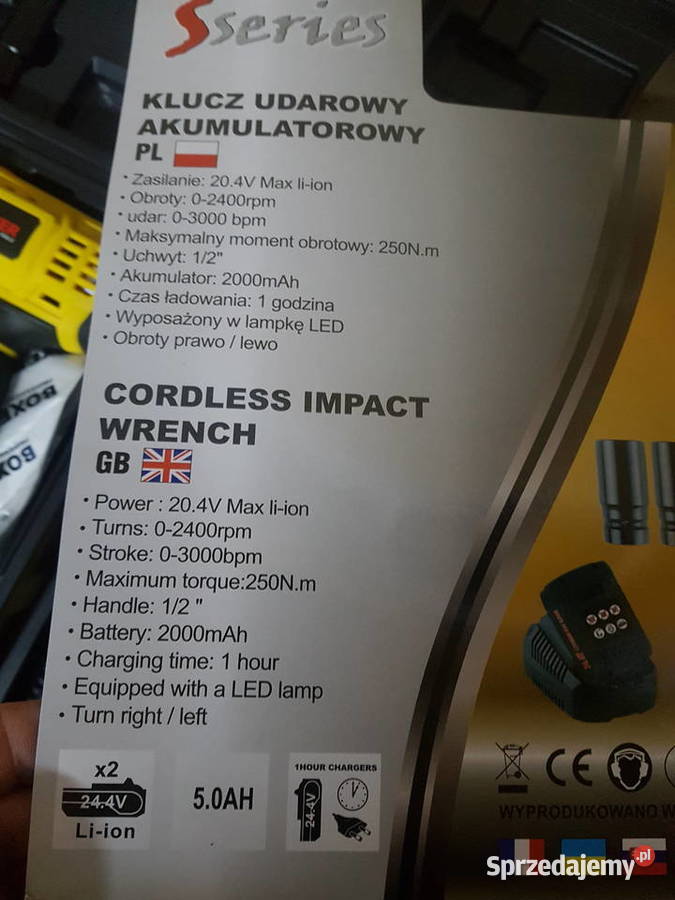 Sseries
KLUCZ UDAROWY
AKUMULATOROWY
PL
• Zasilanie: 20.4V Max li-ion
• Obroty: 0-2400rpm
• udar: 0-3000 bpm
• Maksymalny moment obrotowy: 250N.m
• Uchwyt: 1/2"
• Akumulator: 2000mAh
• Czas ładowania: 1 godzina
• Wyposażony w lampkę LED
• Obroty prawo / lewo
CORDLESS IMPACT
WRENCH
GB
• Power : 20.4V Max li-ion
• Turns: 0-2400rpm
• Stroke: 0-3000bpm
• Maximum torque:250N.m
• Handle: 1/2 "
• Battery: 2000mAh
• Charging time: 1 hour
• Equipped with a LED lamp
• Turn right / left
x2
24.4V
Li-ion
5.0AH
1HOUR CHARGERS
24.4V
CE
WYPRODUKOWANO W
Sprzedajemy.pl